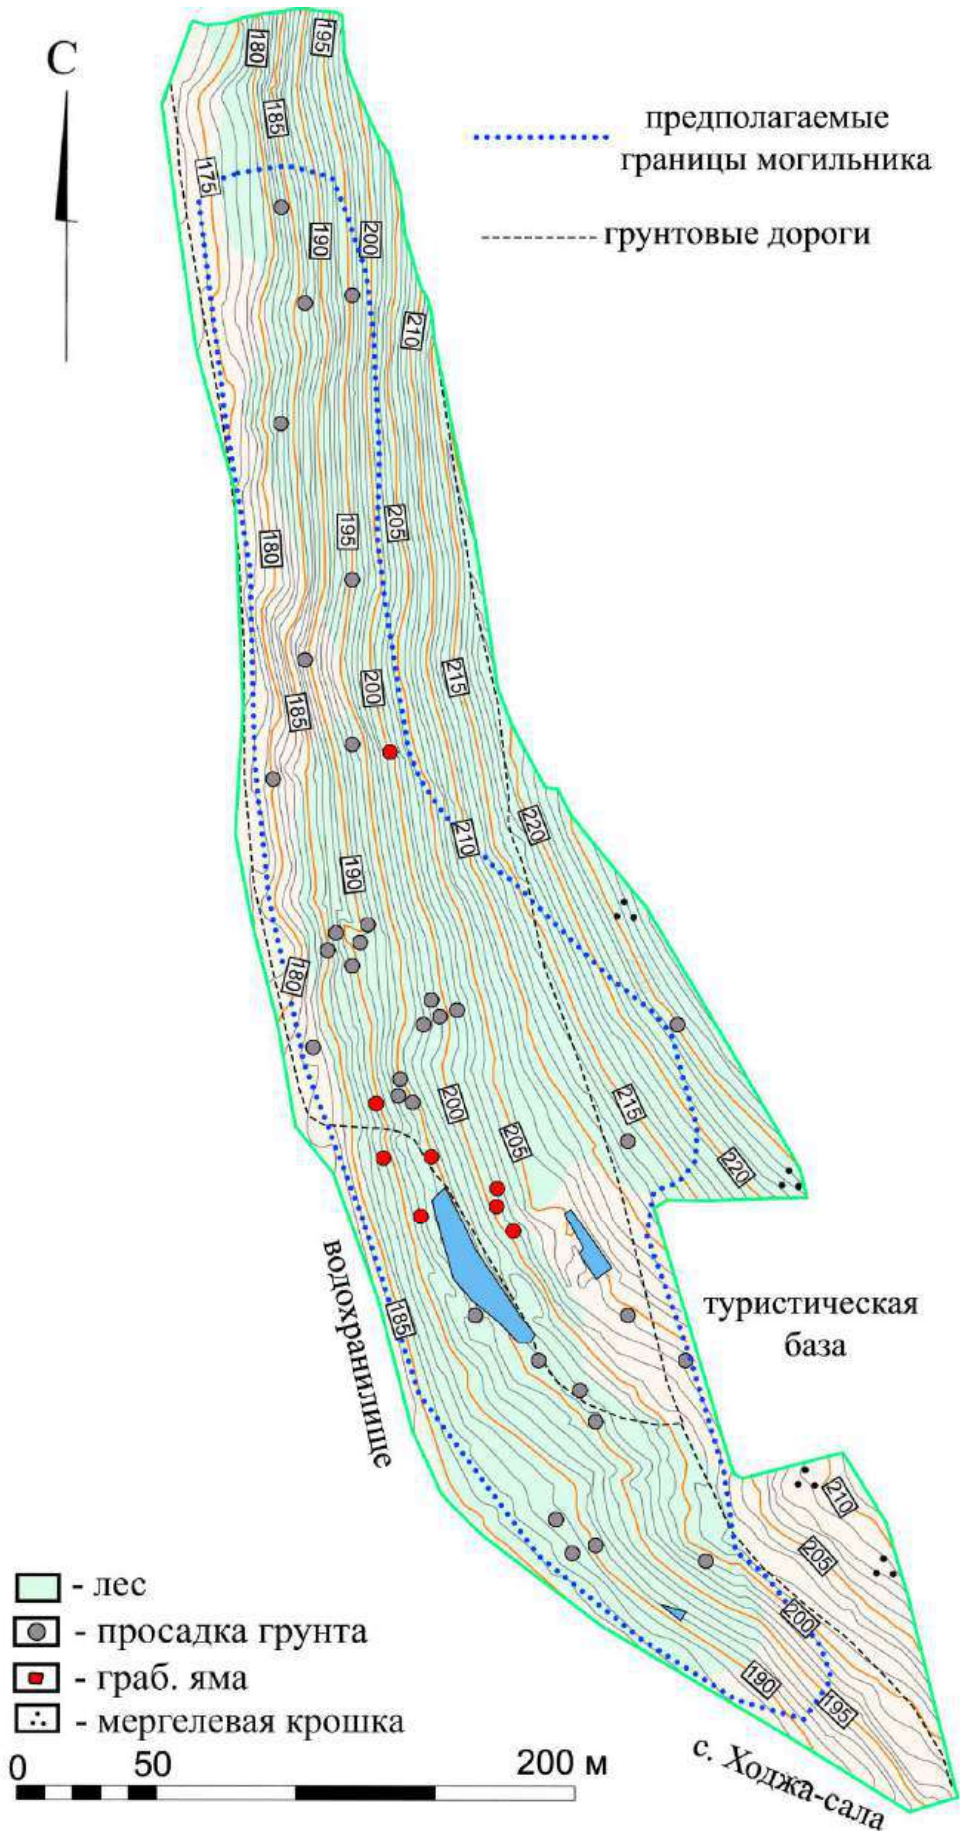 180
195
С
185
предполагаемые
границы могильника
175
190
200
грунтовые дороги
210
195
205
180
200
215
185
220
210
190
180
200
215
205
220
водохранилище
185
туристическая
база
210
205
200
190
195
- лес
- просадка грунта
- граб. яма
- мергелевая крошка
с. Ходжа-сала
0 50 200 м